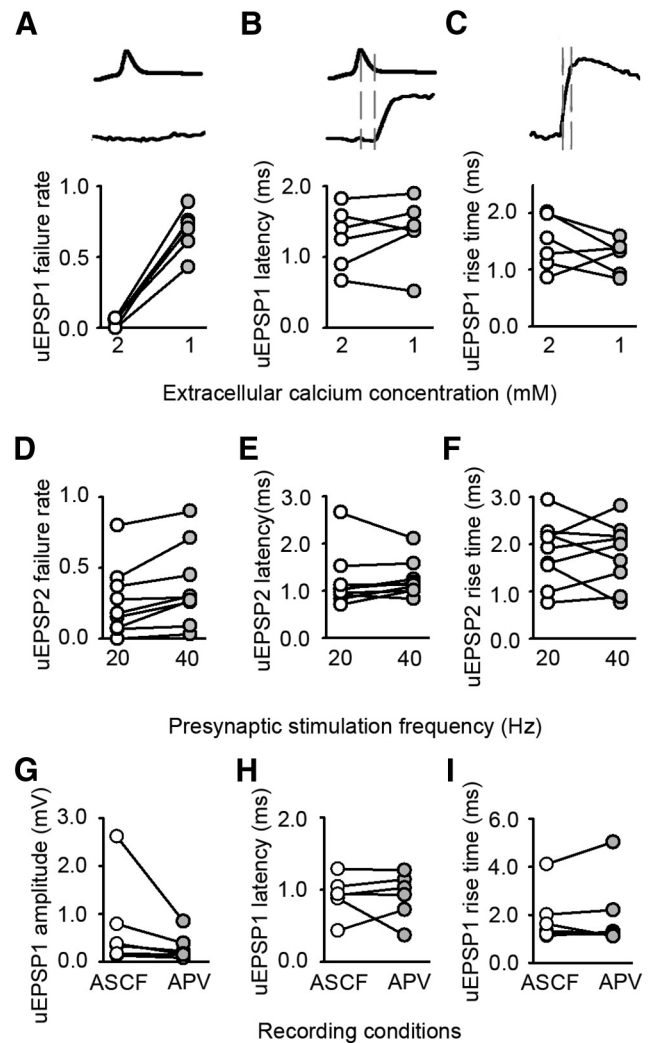 A
B
C
uEPSP1 failure rate
1.0
0.5
0.0
2
1
uEPSP1 latency (ms)
2.0
1.0
0.0
2
1
uEPSP1 rise time (ms)
2.0
1.0
0.0
2
1
Extracellular calcium concentration (mM)
D
E
F
uEPSP2 failure rate
1.0
0.5
0.0
20
40
uEPSP2 latency(ms)
3.0
2.0
1.0
0.0
20
40
uEPSP2 rise time (ms)
3.0
2.0
1.0
0.0
20
40
Presynaptic stimulation frequency (Hz)
G
H
I
uEPSP1 amplitude (mV)
3.0
1.0
0.0
ASCF
APV
uEPSP1 latency (ms)
2.0
1.0
0.0
ASCF
APV
uEPSP1 rise time (ms)
6.0
4.0
2.0
0.0
ASCF
APV
Recording conditions